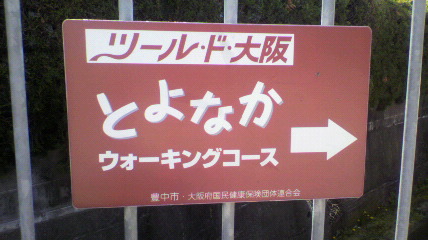 ツール・ド・大阪
とよなか
ウォーキングコース
豊中市・大阪府国民健康保険団体連合会